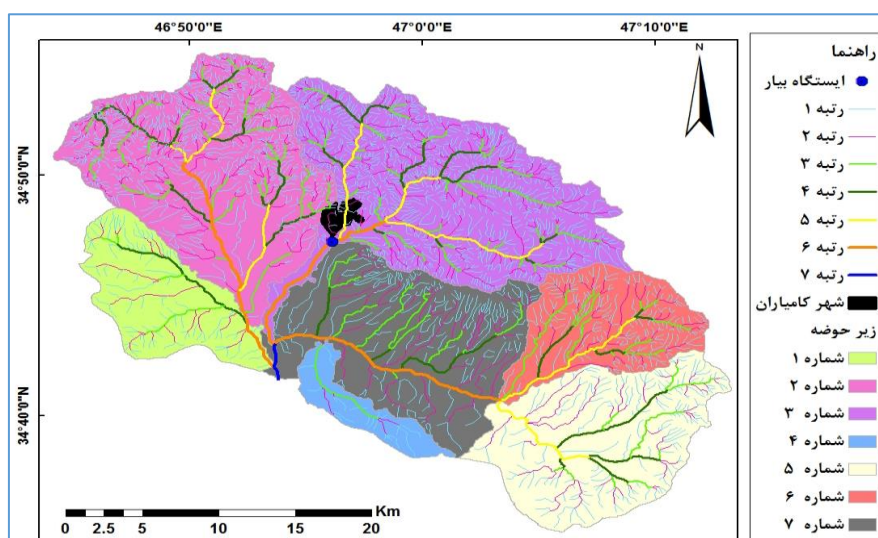 46°50'0"E 47°0'0"E 47°10'0"E
34°50'0"N
34°40'0"N
N
Km
0 2.5 5 10 15 20
راهنما
ایستگاه بیار
رتبه ۱
رتبه ۲
رتبه ۳
رتبه ۴
رتبه ۵
رتبه ۶
رتبه ۷
شهر کامیاران
زیر حوضه
شماره ۱
شماره ۲
شماره ۳
شماره ۴
شماره ۵
شماره ۶
شماره ۷